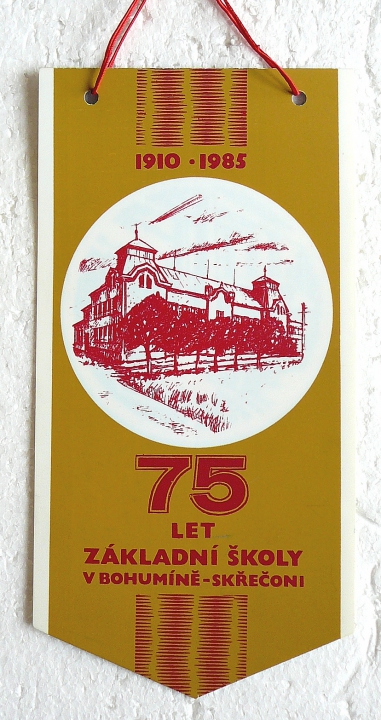 1910 · 1985
75
LET
ZÁKLADNÍ ŠKOLY
V BOHUMÍNĚ-SKŘEČONI